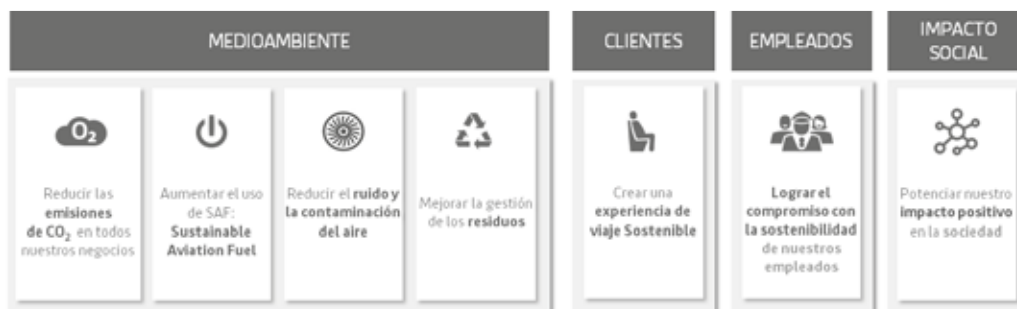 MEDIOAMBIENTE
CLIENTES
EMPLEADOS
IMPACTO
SOCIAL
O2
Reducir las
emisiones
de CO2 en todos
nuestros negocios
Aumentar el uso
de SAF:
Sustainable
Aviation Fuel
Reducir el ruido y
la contaminación
del aire
Mejorar la gestión
de los residuos
Crear una
experiencia de
viaje Sostenible
Lograr el
compromiso con
la sostenibilidad
de nuestros
empleados
Potenciar nuestro
impacto positivo
en la sociedad